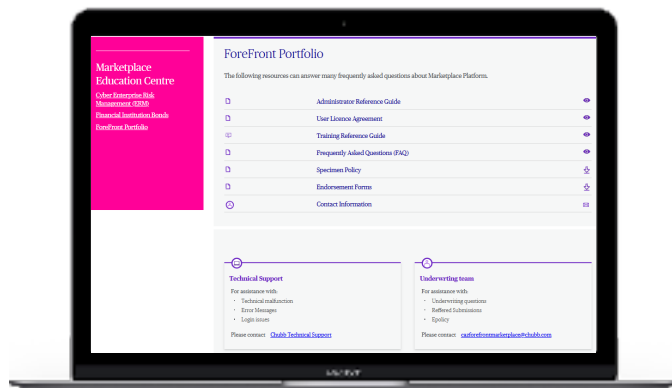 Marketplace
Education Centre
Cyber Enterprise Risk
Management (ERM)
Financial Institution Bonds
ForeFront Portfolio
ForeFront Portfolio
The following resources can answer many frequently asked questions about Marketplace Platform.
Administrator Reference Guide
User Licence Agreement
Training Reference Guide
Frequently Asked Questions (FAQ)
Specimen Policy
Endorsement Forms
Contact Information
Technical Support
For assistance with:
· Technical malfunction
· Error Messages
· Login issues
Please contact Chubb Technical Support
Underwrting team
For assistance with:
· Underwriting questions
· Reffered Submissions
· Epolicy
Please contact cazforefrontmarketplace@chubb.com